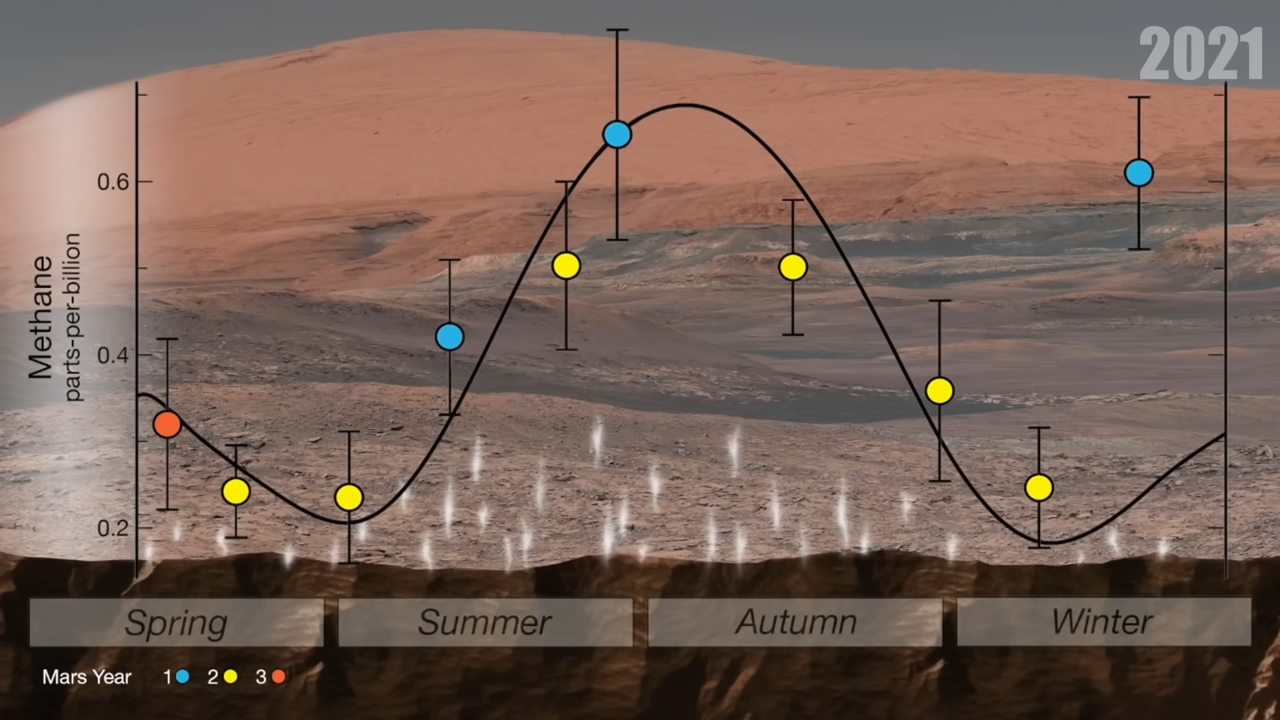 2021
0.6
0.4
0.2
Methane
parts-per-billion
Spring Summer Autumn Winter
Mars Year 1 2 3